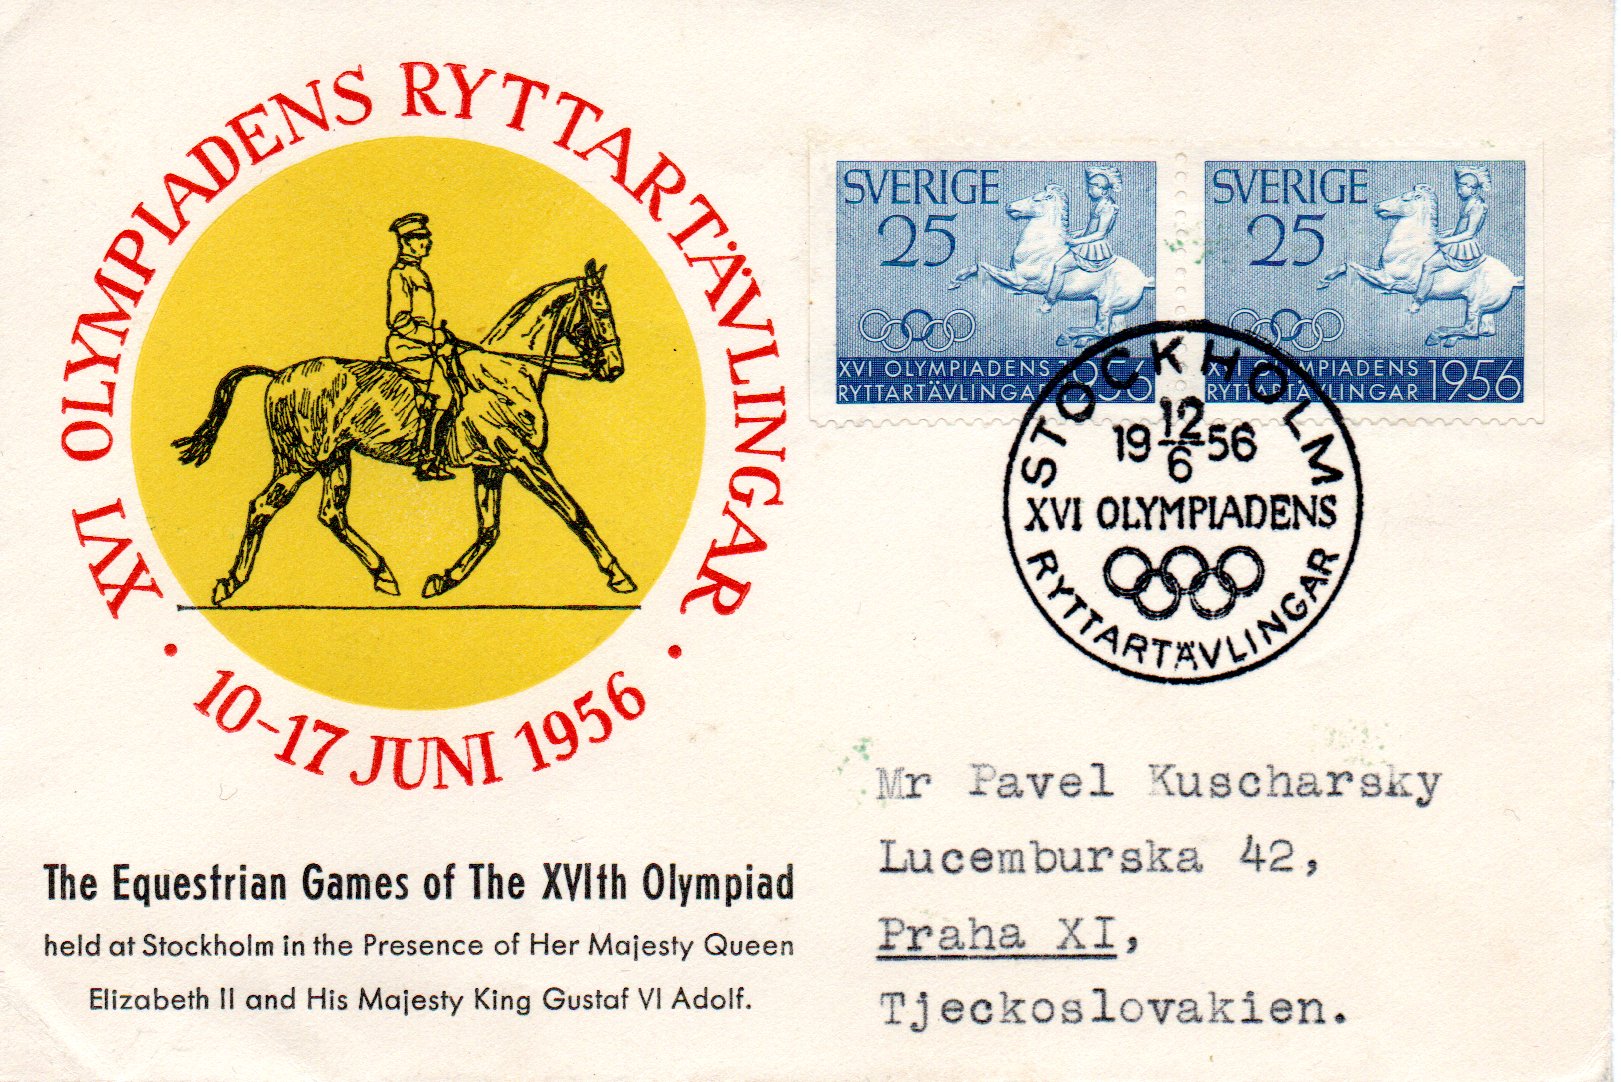 XVI OLYMPIADENS RYTTARTÄVLINGAR
· 10-17 JUNI 1956 ·
The Equestrian Games of The XVIth Olympiad
held at Stockholm in the Presence of Her Majesty Queen
Elizabeth II and His Majesty King Gustaf VI Adolf.
SVERIGE
25
XVI OLYMPIADENS
RYTTARTÄVLINGAR 1956
SVERIGE
25
XVI OLYMPIADENS
RYTTARTÄVLINGAR 1956
STOCKHOLM
19 12/6 56
XVI OLYMPIADENS
RYTTARTÄVLINGAR
Mr Pavel Kuscharsky
Lucemburska 42,
Praha XI,
Tjeckoslovakien.